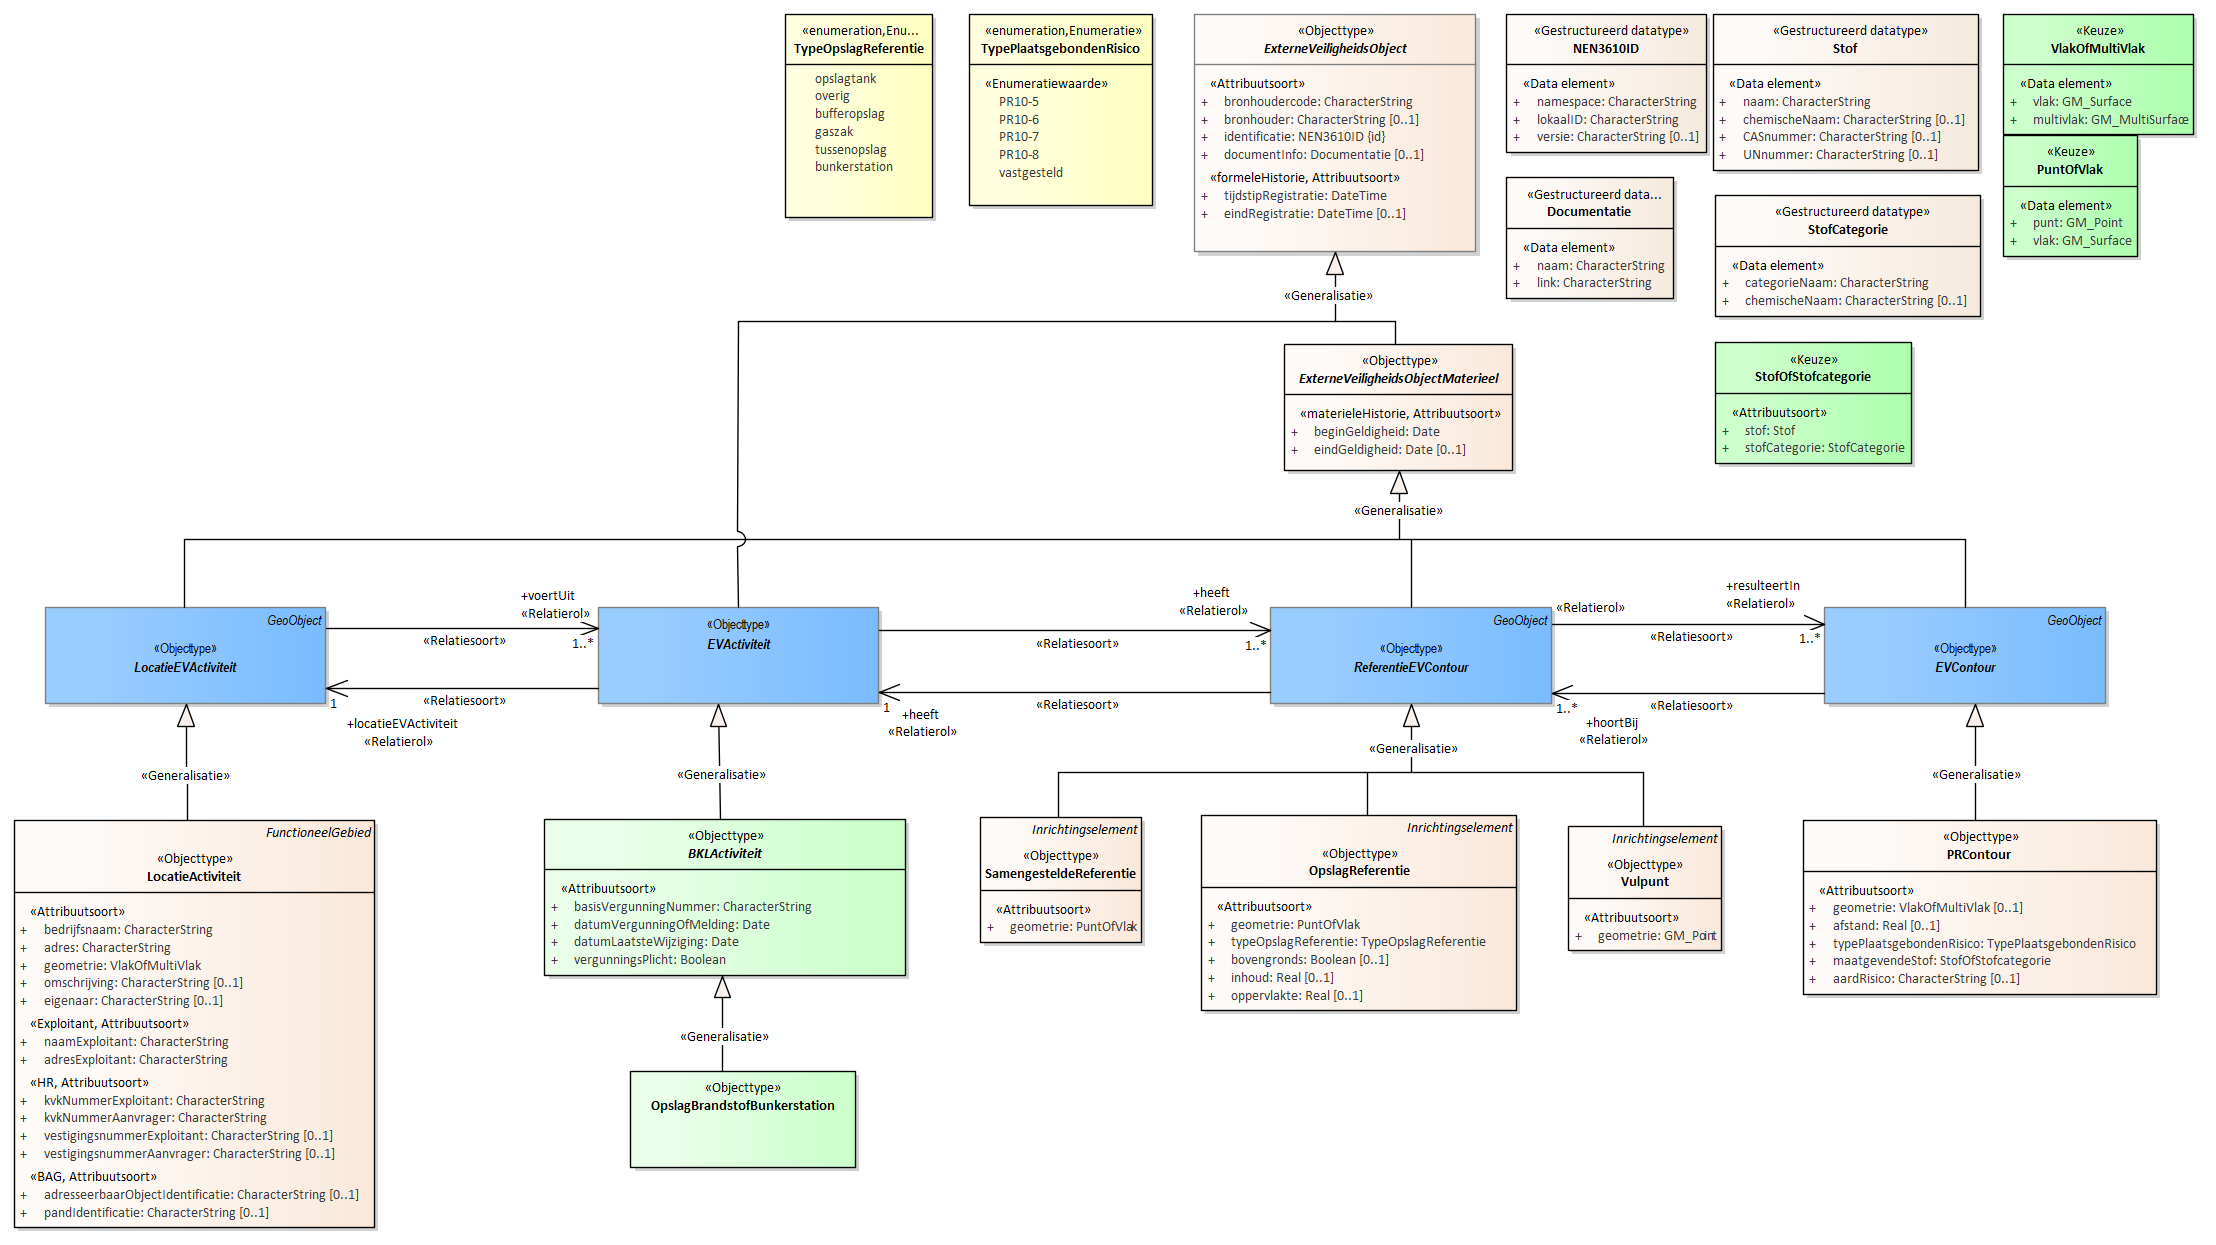 «enumeration,Enu...
TypeOpslagReferentie
opslagtank
overig
bufferopslag
gaszak
tussenopslag
bunkerstation
«enumeration,Enumeratie»
TypePlaatsgebondenRisico
«Enumeratiewaarde»
PR10-5
PR10-6
PR10-7
PR10-8
vastgesteld
«Objecttype»
ExterneVeiligheidsObject
«Attribuutsoort»
+ bronhoudercode: CharacterString
+ bronhouder: CharacterString [0..1]
+ identificatie: NEN3610ID {id}
+ documentInfo: Documentatie [0..1]
«formeleHistorie, Attribuutsoort»
+ tijdstipRegistratie: DateTime
+ eindRegistratie: DateTime [0..1]
«Gestructureerd datatype»
NEN3610ID
«Data element»
+ namespace: CharacterString
+ lokaalID: CharacterString
+ versie: CharacterString [0..1]
«Gestructureerd data...
Documentatie
«Data element»
+ naam: CharacterString
+ link: CharacterString
«Gestructureerd datatype»
Stof
«Data element»
+ naam: CharacterString
+ chemischeNaam: CharacterString [0..1]
+ CASnummer: CharacterString [0..1]
+ UNnummer: CharacterString [0..1]
«Gestructureerd datatype»
StofCategorie
«Data element»
+ categorieNaam: CharacterString
+ chemischeNaam: CharacterString [0..1]
«Keuze»
VlakOfMultiVlak
«Data element»
+ vlak: GM_Surface
+ multivlak: GM_MultiSurface
«Keuze»
PuntOfVlak
«Data element»
+ punt: GM_Point
+ vlak: GM_Surface
«Keuze»
StofOfStofcategorie
«Attribuutsoort»
+ stof: Stof
+ stofCategorie: StofCategorie
«Generalisatie»
«Objecttype»
ExterneVeiligheidsObjectMaterieel
«materieleHistorie, Attribuutsoort»
+ beginGeldigheid: Date
+ eindGeldigheid: Date [0..1]
«Generalisatie»
GeoObject
«Objecttype»
LocatieEVActiviteit
+voertUit
«Relatierol»
1..*
«Relatiesoort»
«Relatiesoort»
1
+locatieEVActiviteit
«Relatierol»
«Objecttype»
EVActiviteit
+heeft
«Relatierol»
1..*
«Relatiesoort»
«Relatiesoort»
1
+heeft
«Relatierol»
GeoObject
«Objecttype»
ReferentieEVContour
«Relatierol»
+resulteertIn
«Relatierol»
1..*
«Relatiesoort»
«Relatiesoort»
1..*
+hoortBij
«Relatierol»
GeoObject
«Objecttype»
EVContour
«Generalisatie»
«Generalisatie»
«Generalisatie»
«Generalisatie»
FunctioneelGebied
«Objecttype»
LocatieActiviteit
«Attribuutsoort»
+ bedrijfsnaam: CharacterString
+ adres: CharacterString
+ geometrie: VlakOfMultiVlak
+ omschrijving: CharacterString [0..1]
+ eigenaar: CharacterString [0..1]
«Exploitant, Attribuutsoort»
+ naamExploitant: CharacterString
+ adresExploitant: CharacterString
«HR, Attribuutsoort»
+ kvkNummerExploitant: CharacterString
+ kvkNummerAanvrager: CharacterString
+ vestigingsnummerExploitant: CharacterString [0..1]
+ vestigingsnummerAanvrager: CharacterString [0..1]
«BAG, Attribuutsoort»
+ adresseerbaarObjectIdentificatie: CharacterString [0..1]
+ pandIdentificatie: CharacterString [0..1]
«Objecttype»
BKLActiviteit
«Attribuutsoort»
+ basisVergunningNummer: CharacterString
+ datumVergunningOfMelding: Date
+ datumLaatsteWijziging: Date
+ vergunningsPlicht: Boolean
«Generalisatie»
«Objecttype»
OpslagBrandstofBunkerstation
Inrichtingselement
«Objecttype»
SamengesteldeReferentie
«Attribuutsoort»
+ geometrie: PuntOfVlak
Inrichtingselement
«Objecttype»
OpslagReferentie
«Attribuutsoort»
+ geometrie: PuntOfVlak
+ typeOpslagReferentie: TypeOpslagReferentie
+ bovengronds: Boolean [0..1]
+ inhoud: Real [0..1]
+ oppervlakte: Real [0..1]
Inrichtingselement
«Objecttype»
Vulpunt
«Attribuutsoort»
+ geometrie: GM_Point
«Objecttype»
PRContour
«Attribuutsoort»
+ geometrie: VlakOfMultiVlak [0..1]
+ afstand: Real [0..1]
+ typePlaatsgebondenRisico: TypePlaatsgebondenRisico
+ maatgevendeStof: StofOfStofcategorie
+ aardRisico: CharacterString [0..1]